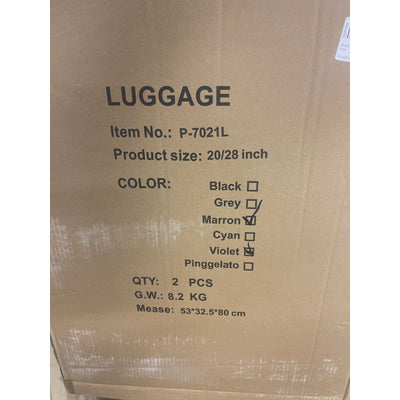 LUGGAGE
Item No.: P-7021L
Product size: 20/28 inch
COLOR: Black
Grey
Marron
Cyan
Violet
Pinggelato
QTY: 2 PCS
G.W.: 8.2 KG
Mease: 53*32.5*80 cm